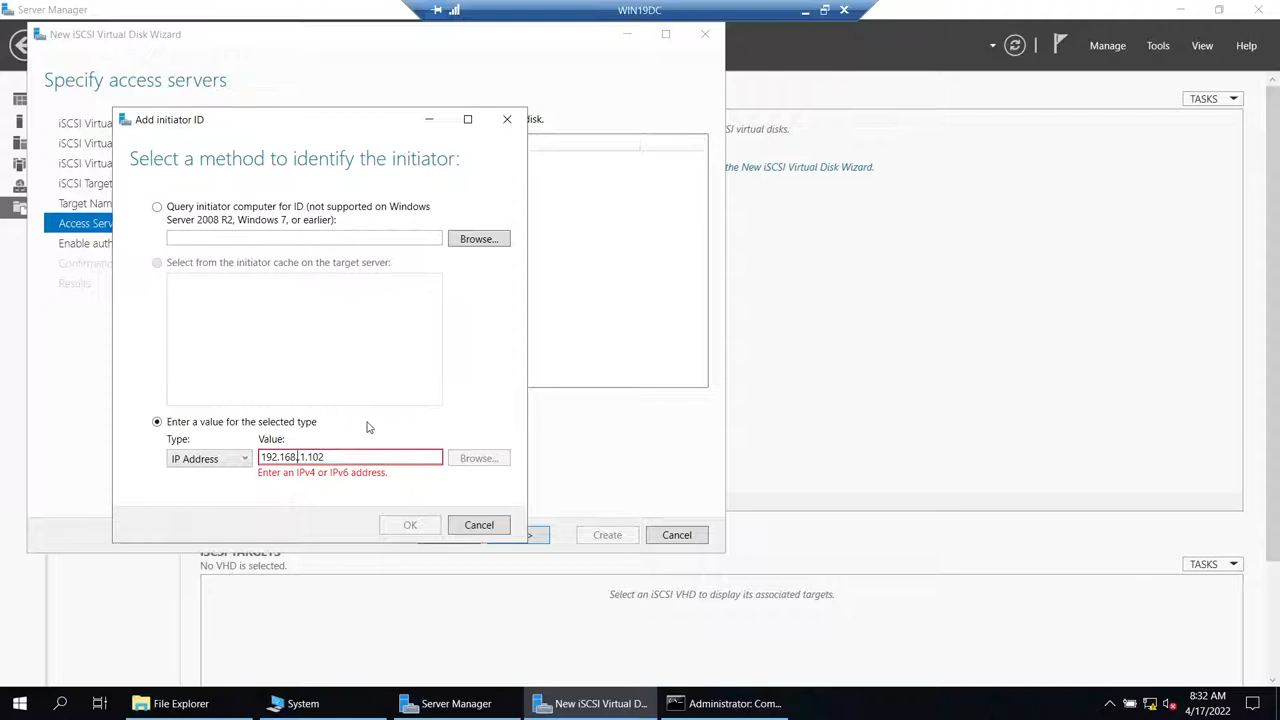 Server Manager
WIN19DC
New iSCSI Virtual Disk Wizard
Manage
Tools
View
Help
Specify access servers
TASKS
Add initiator ID
disk.
iSCSI Virtua
iSCSI Virtua
iSCSI Virtua
iSCSI Target
Target Nam
Access Serv
Enable auth
Confirmatio
Results
SI virtual disks.
the New iSCSI Virtual Disk Wizard.
Select a method to identify the initiator:
Query initiator computer for ID (not supported on Windows
Server 2008 R2, Windows 7, or earlier):
Browse...
Select from the initiator cache on the target server:
Enter a value for the selected type
Type:
Value:
IP Address
192.168..1.102
Browse...
Enter an IPv4 or IPv6 address.
OK
Cancel
>
Create
Cancel
iSCSI TARGETS
No VHD is selected.
TASKS
Select an iSCSI VHD to display its associated targets.
File Explorer
System
Server Manager
New iSCSI Virtual D...
Administrator: Com...
8:32 AM
4/17/2022